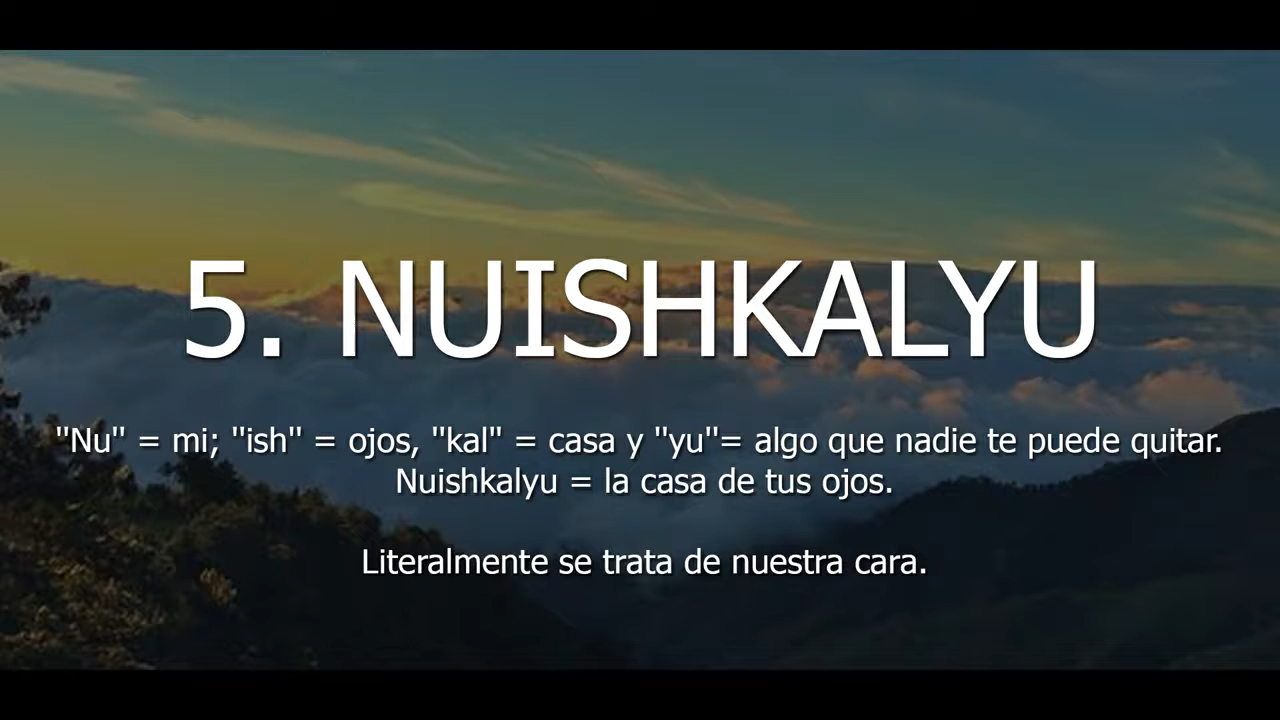 5. NUISHKALYU
"Nu" = mi; "ish" = ojos, "kal" = casa y "yu"= algo que nadie te puede quitar.
Nuishkalyu = la casa de tus ojos.
Literalmente se trata de nuestra cara.